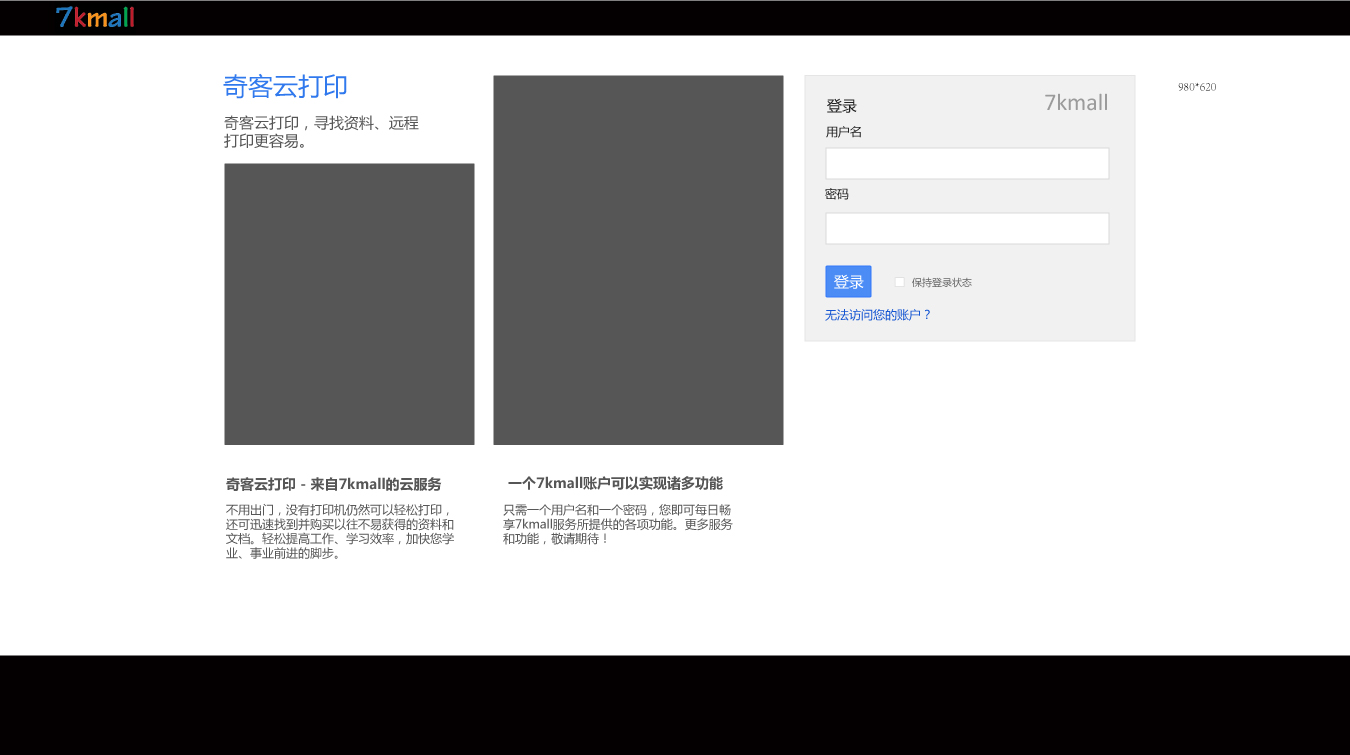 7kmall
奇客云打印
奇客云打印，寻找资料、远程
打印更容易。
登录
7kmall
用户名
密码
登录
保持登录状态
无法访问您的账户？
980*620
奇客云打印 - 来自7kmall的云服务
不用出门，没有打印机仍然可以轻松打印，
还可迅速找到并购买以往不易获得的资料和
文档。轻松提高工作、学习效率，加快您学
业、事业前进的脚步。
一个7kmall账户可以实现诸多功能
只需一个用户名和一个密码，您即可每日畅
享7kmall服务所提供的各项功能。更多服务
和功能，敬请期待！